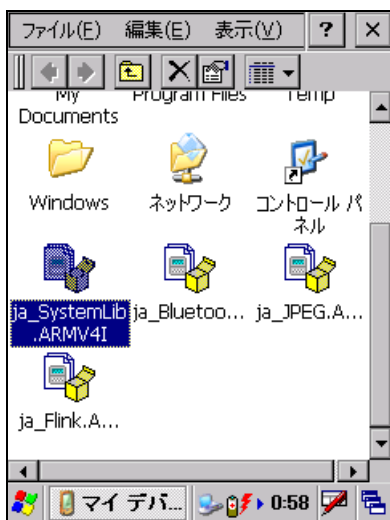 ファイル(F) 編集(E) 表示(V) ? ×
My Documents
Program Files
Temp
Windows
ネットワーク
コントロール パネル
ja_SystemLib.ARMV4I
ja_Bluetoo...
ja_JPEG.A...
ja_Flink.A...
マイ デバ... 0:58